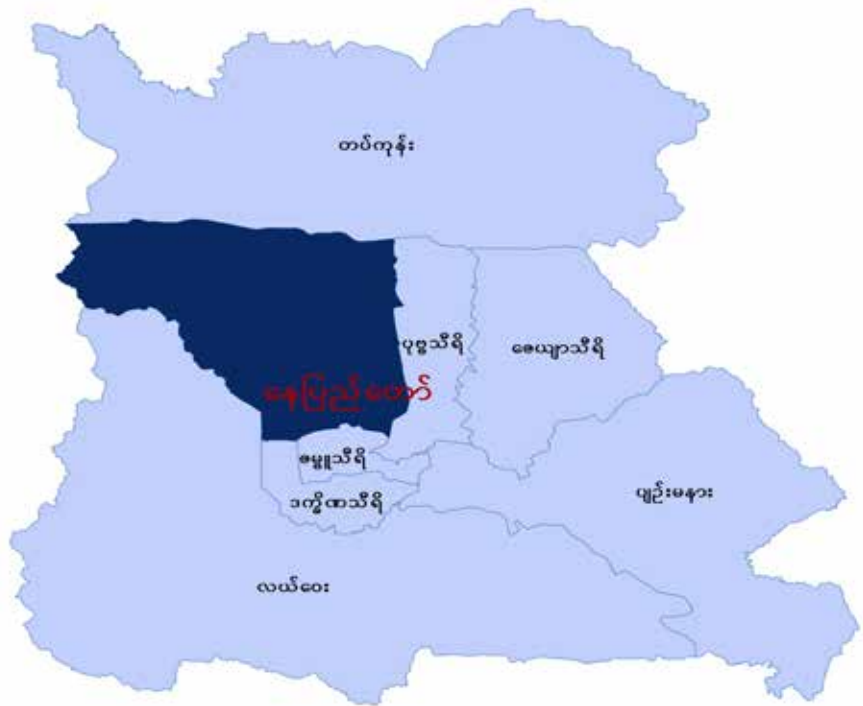 တပ်ကုန်း
ပုဗ္ဗသီရိ
ဇေယျာသီရိ
နေပြည်တော်
ဇမ္ဗူသီရိ
ဒက္ခိဏသီရိ
ပျဉ်းမနား
လယ်ဝေး